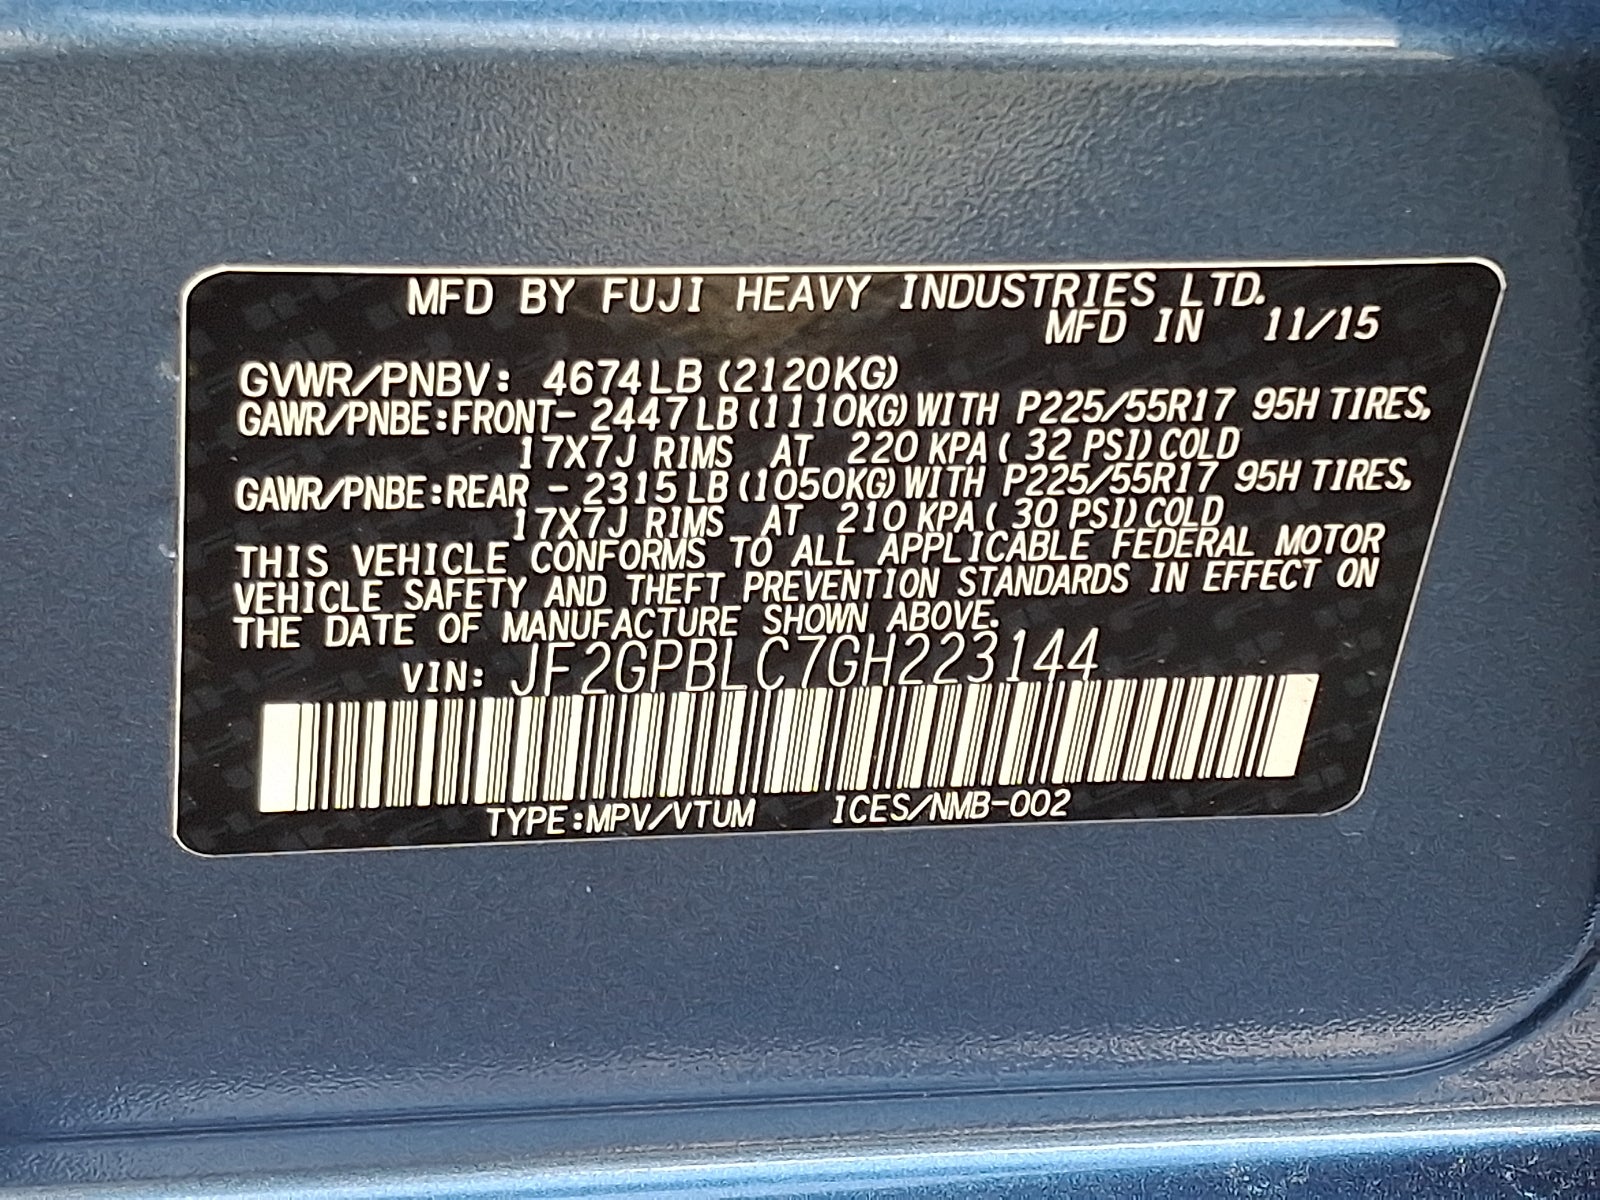 MFD BY FUJI HEAVY INDUSTRIES LTD.
MFD IN 11/15
GVWR/PNBV: 4674LB (2120KG)
GAWR/PNBE:FRONT- 2447LB(1110KG)WITH P225/55R17 95H TIRES,
17X7J RIMS AT 220 KPA( 32 PSI)COLD
GAWR/PNBE:REAR - 2315LB(1050KG)WITH P225/55R17 95H TIRES,
17X7J RIMS AT 210 KPA( 30 PSI)COLD
THIS VEHICLE CONFORMS TO ALL APPLICABLE FEDERAL MOTOR
VEHICLE SAFETY AND THEFT PREVENTION STANDARDS IN EFFECT ON
THE DATE OF MANUFACTURE SHOWN ABOVE.
VIN: JF2GPBLC7GH223144
TYPE:MPV/VTUM ICES/NMB-002